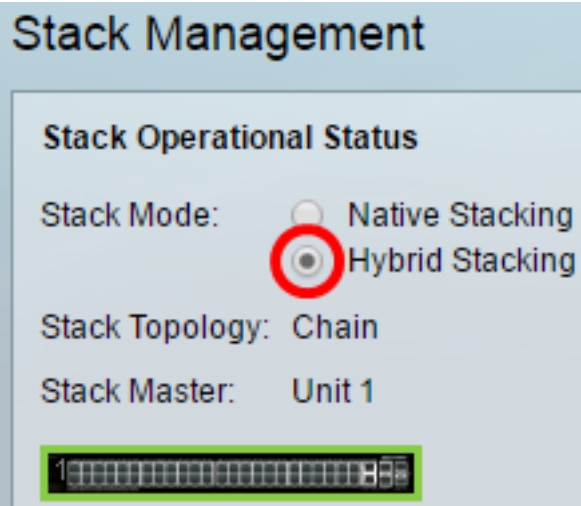 Stack Management
Stack Operational Status
Stack Mode: Native Stacking
Hybrid Stacking
Stack Topology: Chain
Stack Master: Unit 1
1